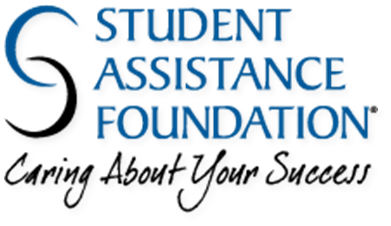 STUDENT
ASSISTANCE
FOUNDATION®
Caring About Your Success